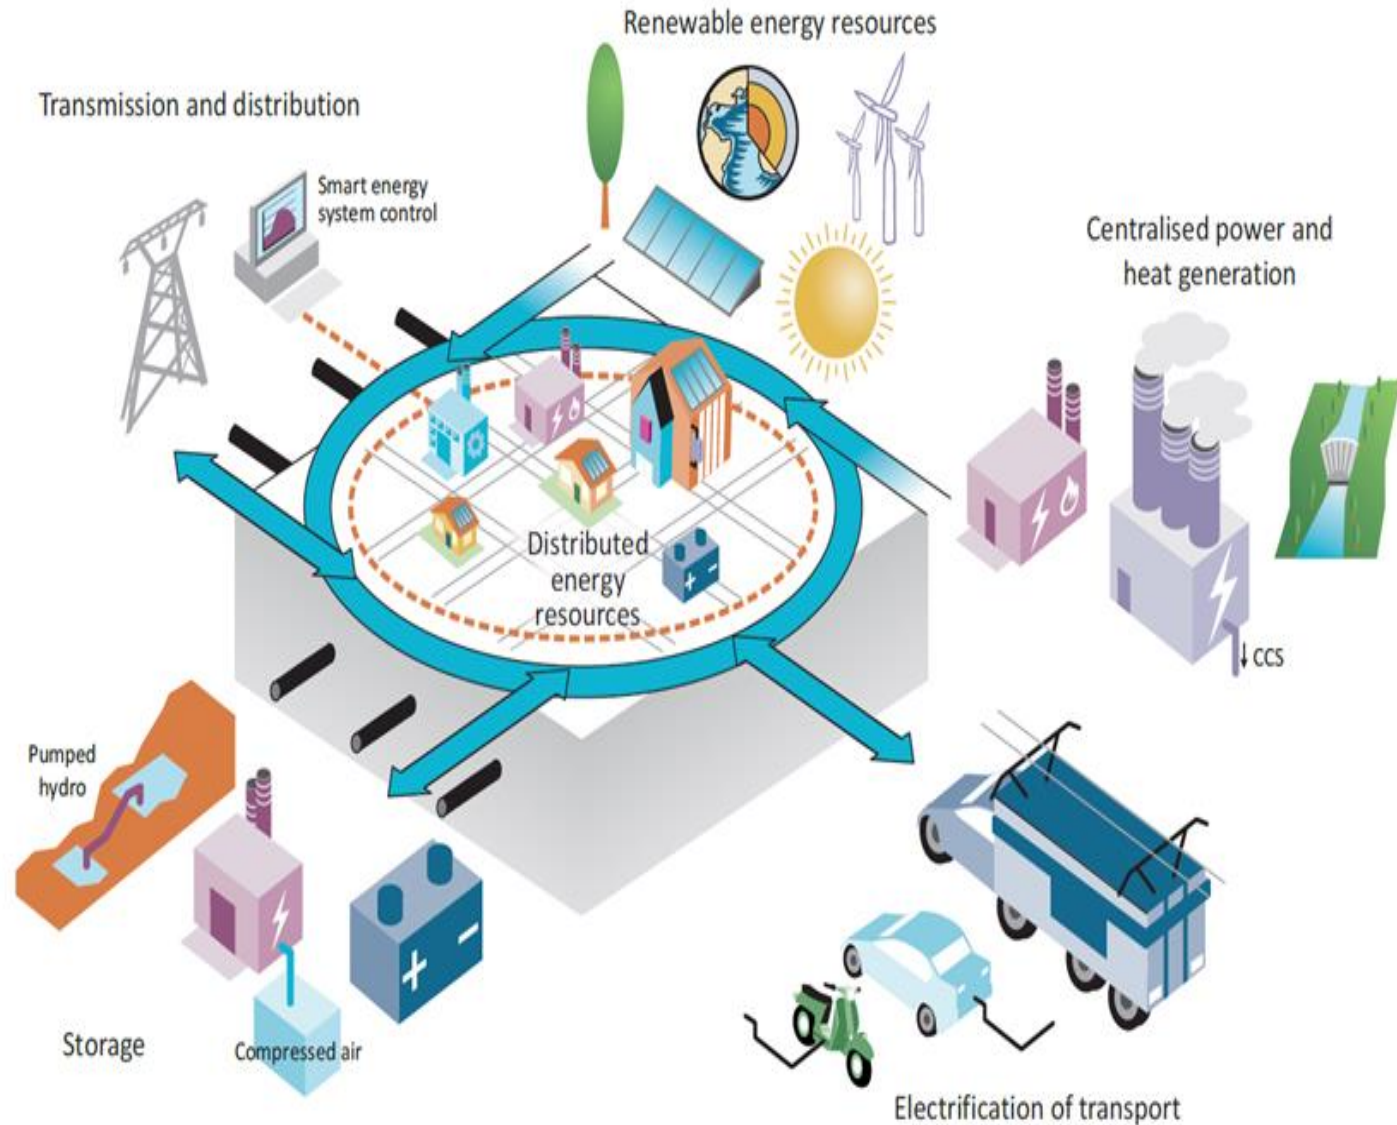 Renewable energy resources
Transmission and distribution
Smart energy
system control
Centralised power and
heat generation
Distributed
energy
resources
CCS
Pumped
hydro
+ -
+ -
Storage
Compressed air
Electrification of transport